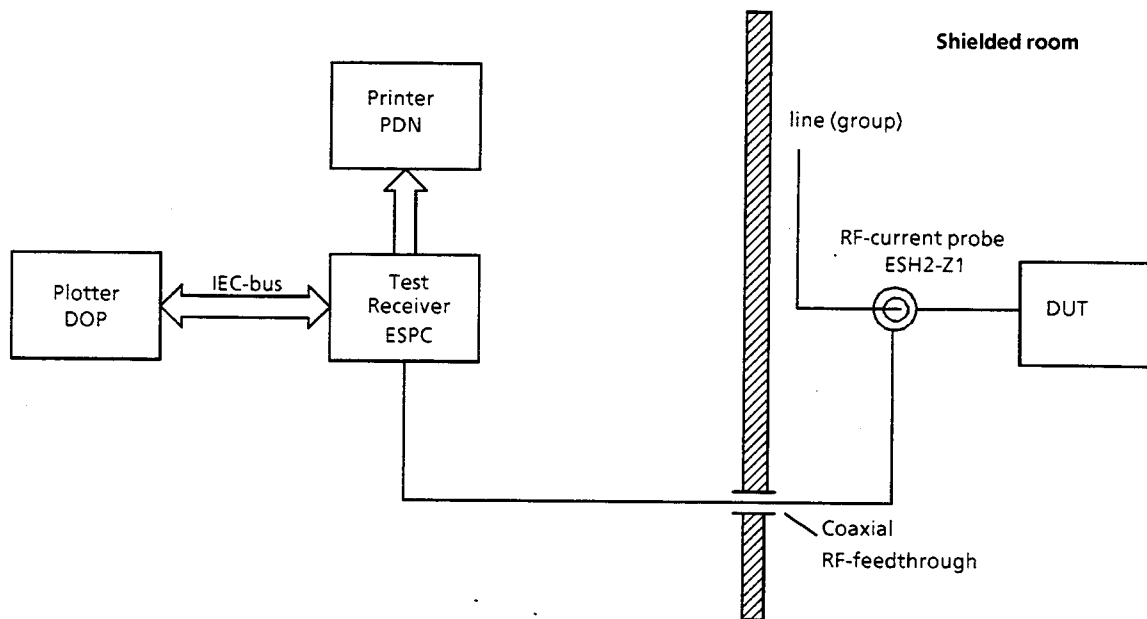 Shielded room
Printer
PDN
line (group)
RF-current probe
ESH2-Z1
IEC-bus
Plotter
DOP
Test
Receiver
ESPC
DUT
Coaxial
RF-feedthrough